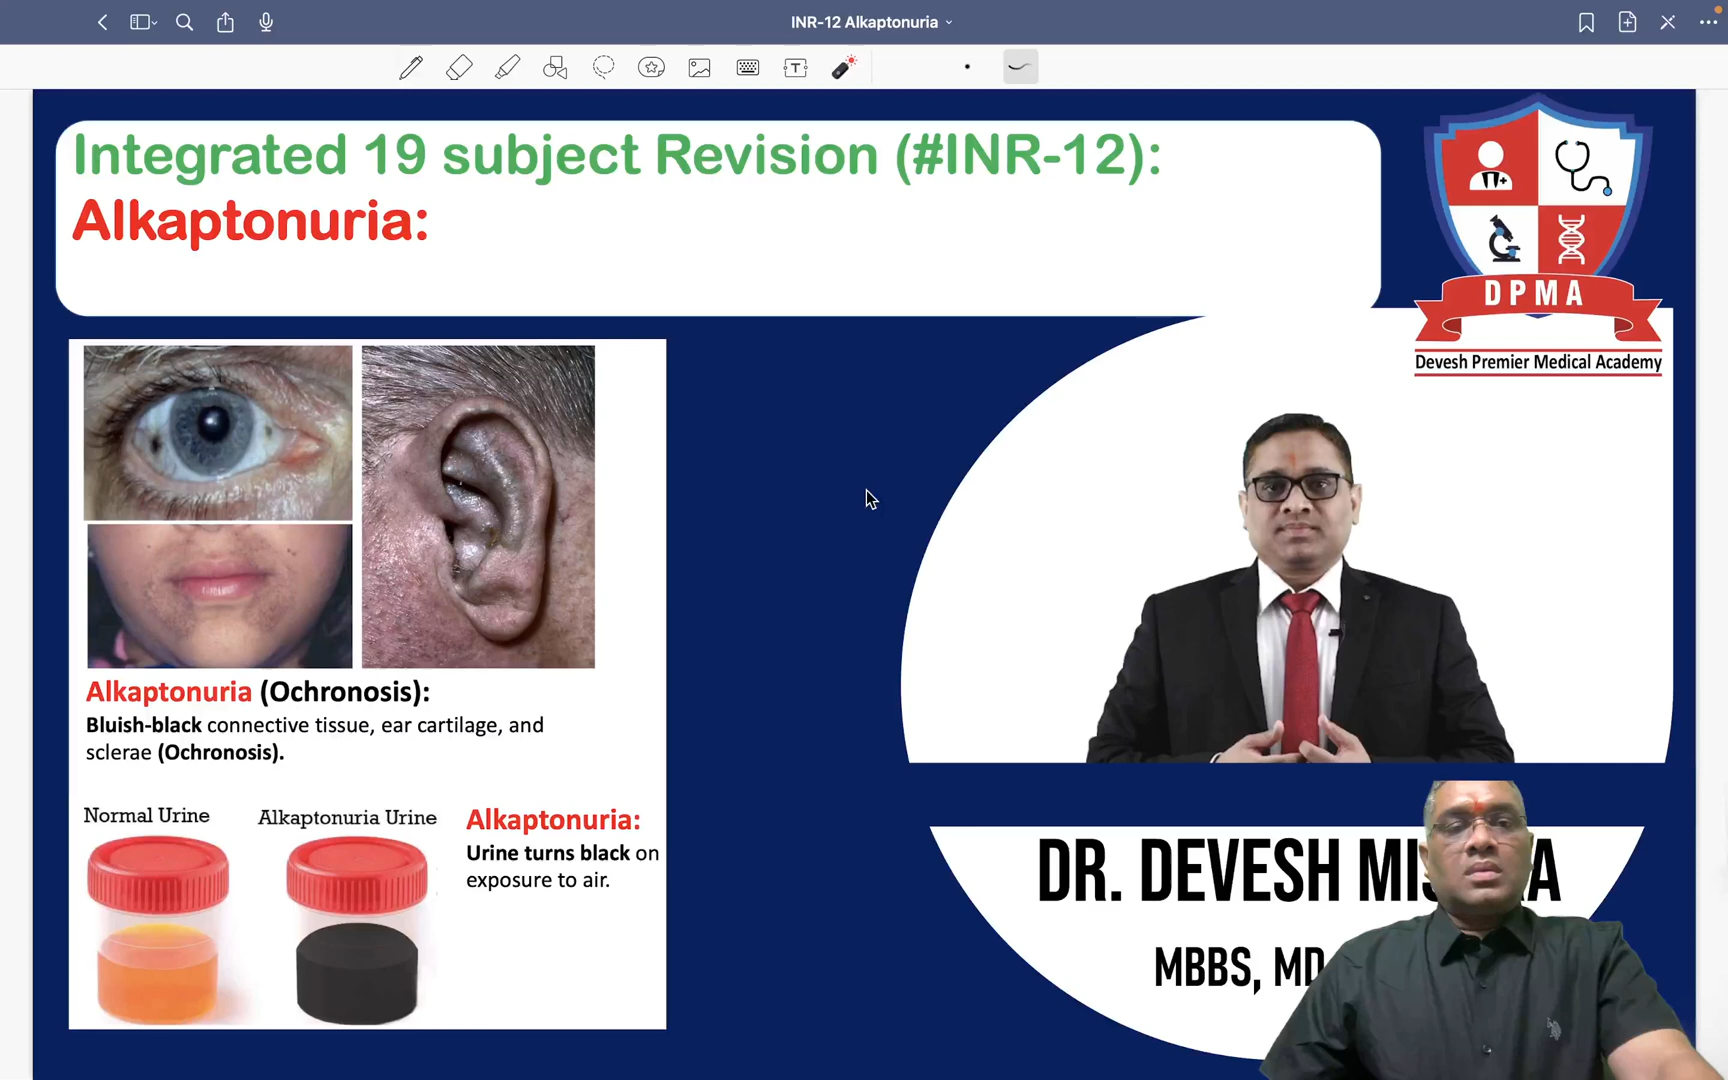 INR-12 Alkaptonuria
Integrated 19 subject Revision (#INR-12):
Alkaptonuria:
DPMA
Devesh Premier Medical Academy
Alkaptonuria (Ochronosis):
Bluish-black connective tissue, ear cartilage, and
sclerae (Ochronosis).
Normal Urine
Alkaptonuria Urine
Alkaptonuria:
Urine turns black on
exposure to air.
DR. DEVESH
MBBS, MD